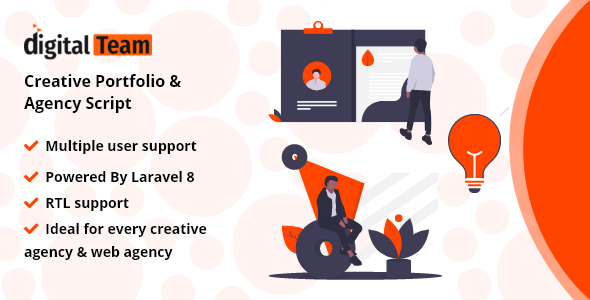 digital Team
Creative Portfolio &
Agency Script
Multiple user support
Powered By Laravel 8
RTL support
Ideal for every creative
agency & web agency